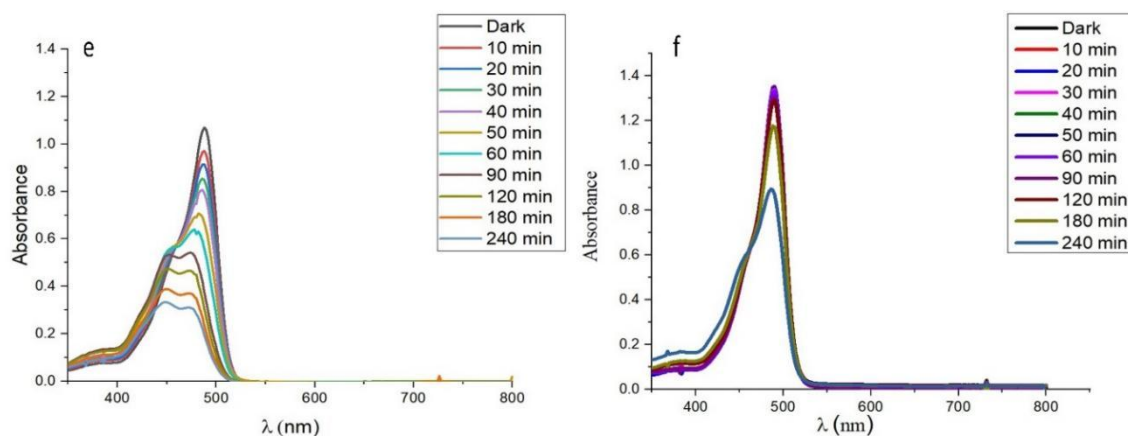 e
Dark
10 min
20 min
30 min
40 min
50 min
60 min
90 min
120 min
180 min
240 min
1.4
1.2
1.0
0.8
0.6
0.4
0.2
0.0
Absorbance
400 500 600 700 800
λ (nm)
f
Dark
10 min
20 min
30 min
40 min
50 min
60 min
90 min
120 min
180 min
240 min
1.4
1.2
1.0
0.8
0.6
0.4
0.2
0.0
Absorbance
400 500 600 700 800
λ (nm)